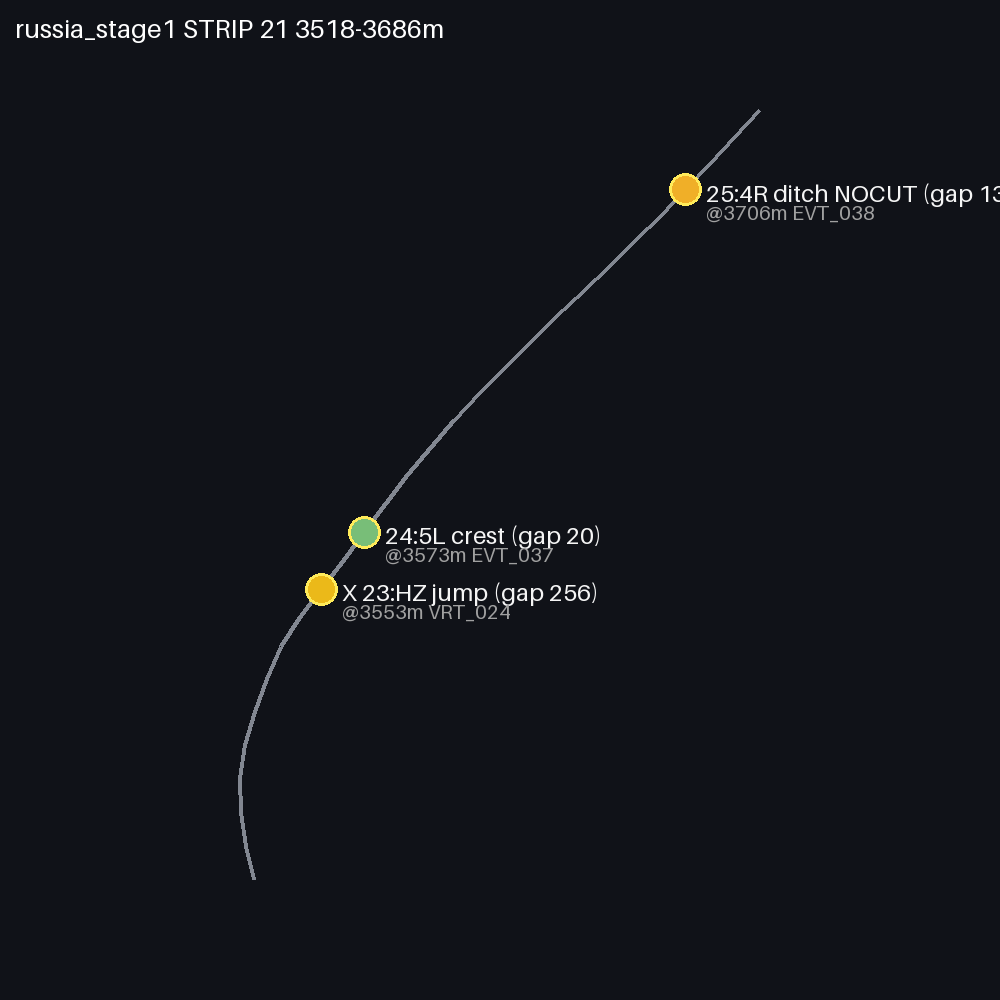 russia_stage1 STRIP 21 3518-3686m
25:4R ditch NOCUT (gap 13
@3706m EVT_038
24:5L crest (gap 20)
@3573m EVT_037
X 23:HZ jump (gap 256)
@3553m VRT_024